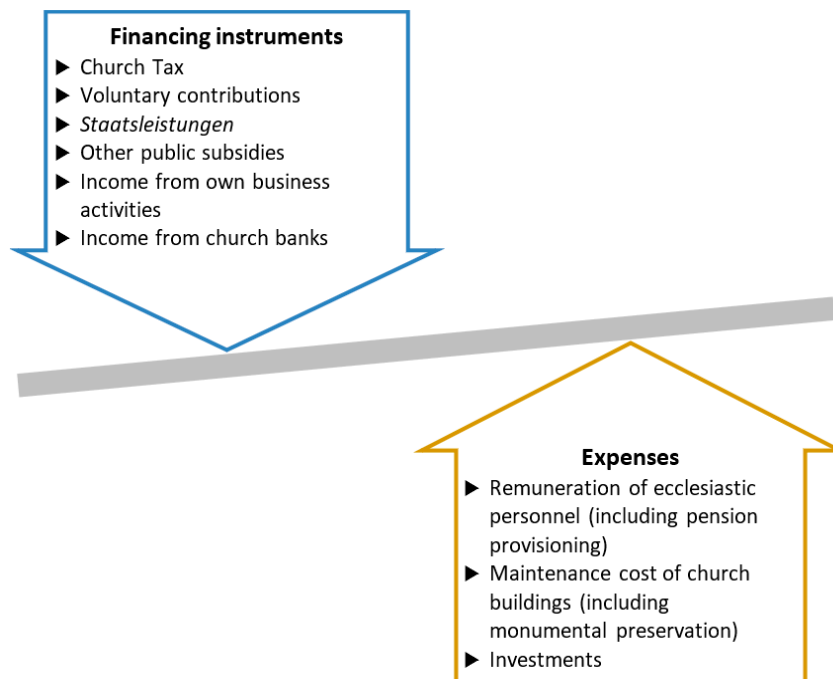 Financing instruments
▶ Church Tax
▶ Voluntary contributions
▶ Staatsleistungen
▶ Other public subsidies
▶ Income from own business
activities
▶ Income from church banks
Expenses
▶ Remuneration of ecclesiastic
personnel (including pension
provisioning)
▶ Maintenance cost of church
buildings (including
monumental preservation)
▶ Investments